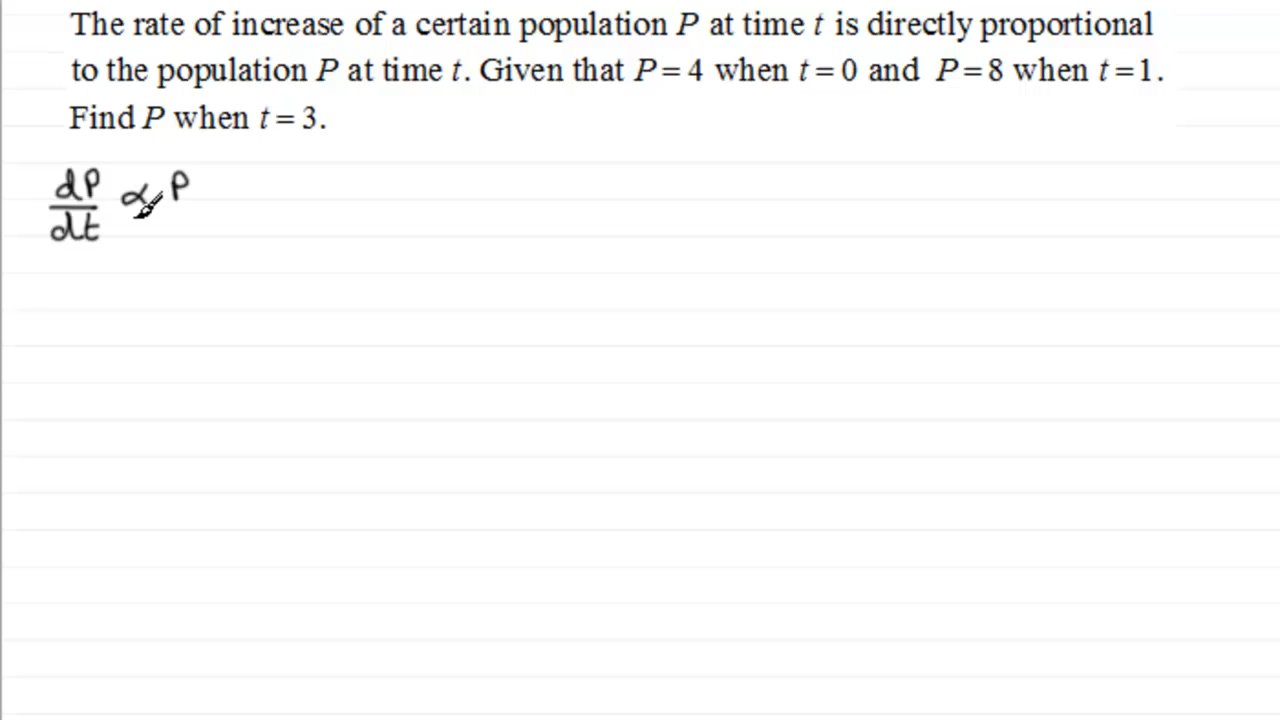 The rate of increase of a certain population P at time t is directly proportional
to the population P at time t. Given that P=4 when t=0 and P=8 when t=1.
Find P when t=3.
dP/dt ∝ P